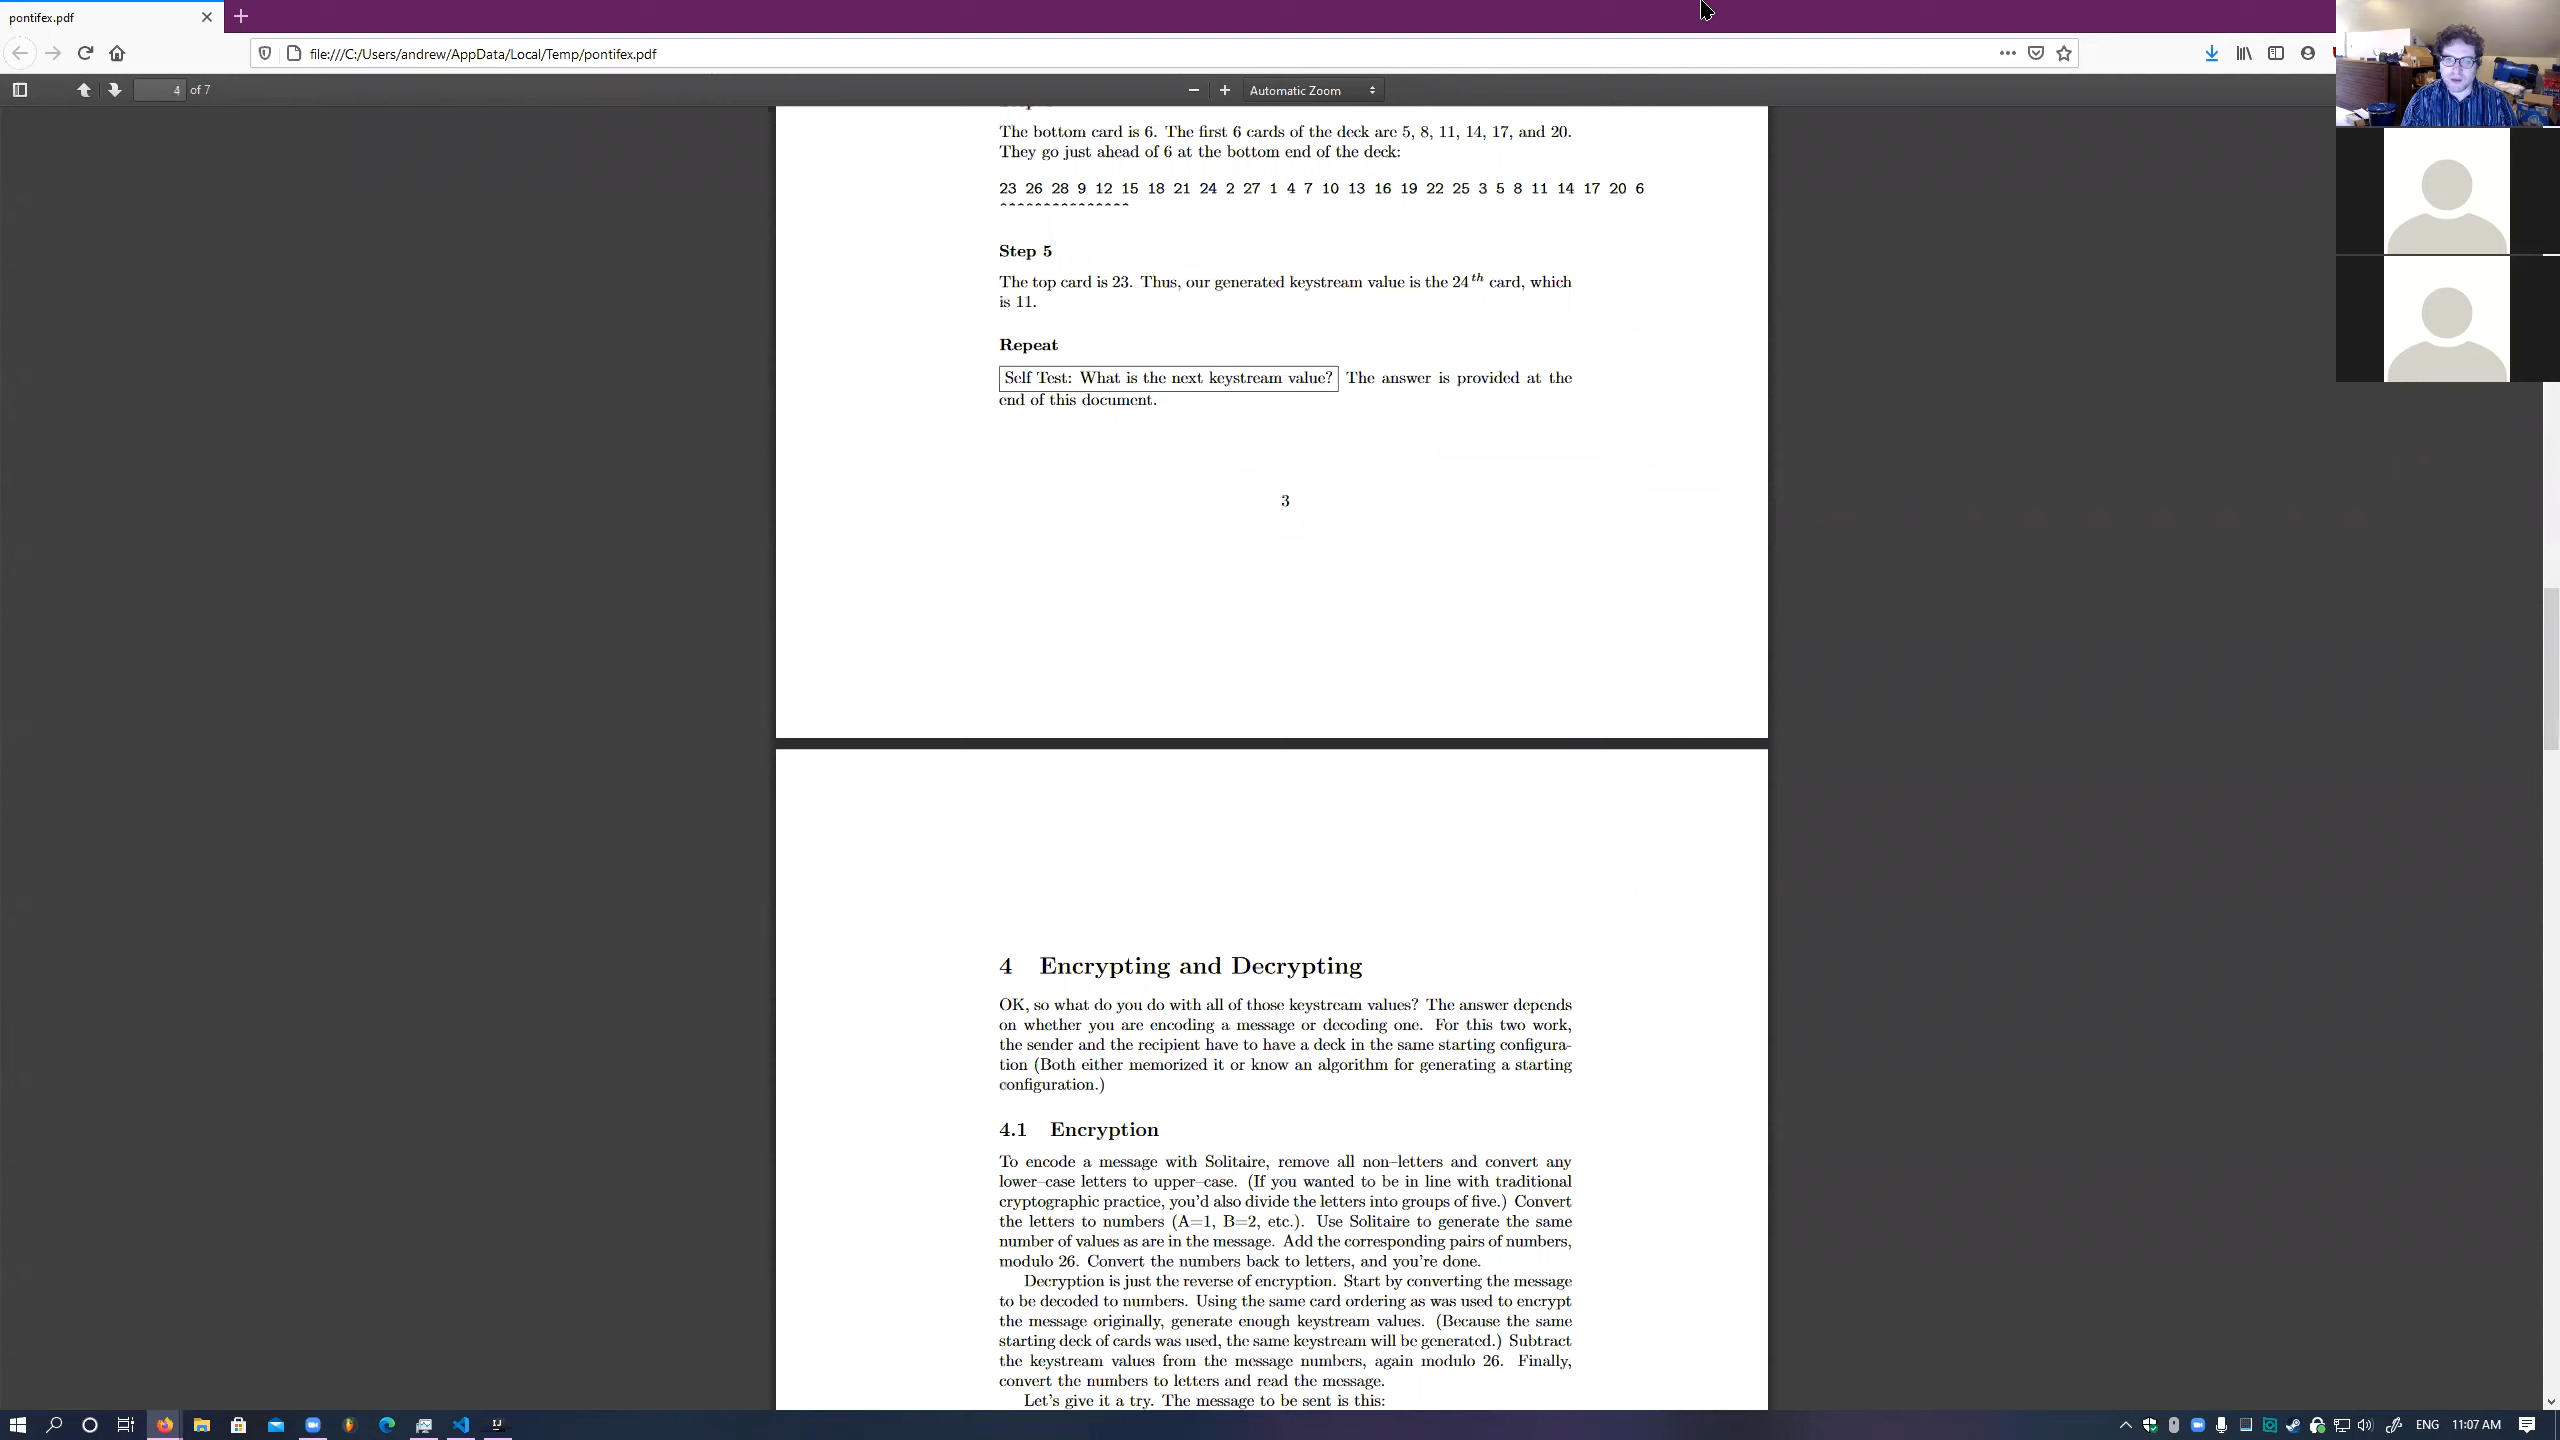 pontifex.pdf
file:///C:/Users/andrew/AppData/Local/Temp/pontifex.pdf
4 of 7
Automatic Zoom
The bottom card is 6. The first 6 cards of the deck are 5, 8, 11, 14, 17, and 20.
They go just ahead of 6 at the bottom end of the deck:
23 26 28 9 12 15 18 21 24 2 27 1 4 7 10 13 16 19 22 25 3 5 8 11 14 17 20 6
^^^^^^^^^^^^^^^
Step 5
The top card is 23. Thus, our generated keystream value is the 24th card, which
is 11.
Repeat
Self Test: What is the next keystream value? The answer is provided at the
end of this document.
3
4 Encrypting and Decrypting
OK, so what do you do with all of those keystream values? The answer depends
on whether you are encoding a message or decoding one. For this two work,
the sender and the recipient have to have a deck in the same starting configura-
tion (Both either memorized it or know an algorithm for generating a starting
configuration.)
4.1 Encryption
To encode a message with Solitaire, remove all non–letters and convert any
lower–case letters to upper–case. (If you wanted to be in line with traditional
cryptographic practice, you'd also divide the letters into groups of five.) Convert
the letters to numbers (A=1, B=2, etc.). Use Solitaire to generate the same
number of values as are in the message. Add the corresponding pairs of numbers,
modulo 26. Convert the numbers back to letters, and you're done.
Decryption is just the reverse of encryption. Start by converting the message
to be decoded to numbers. Using the same card ordering as was used to encrypt
the message originally, generate enough keystream values. (Because the same
starting deck of cards was used, the same keystream will be generated.) Subtract
the keystream values from the message numbers, again modulo 26. Finally,
convert the numbers to letters and read the message.
Let's give it a try. The message to be sent is this:
ENG 11:07 AM